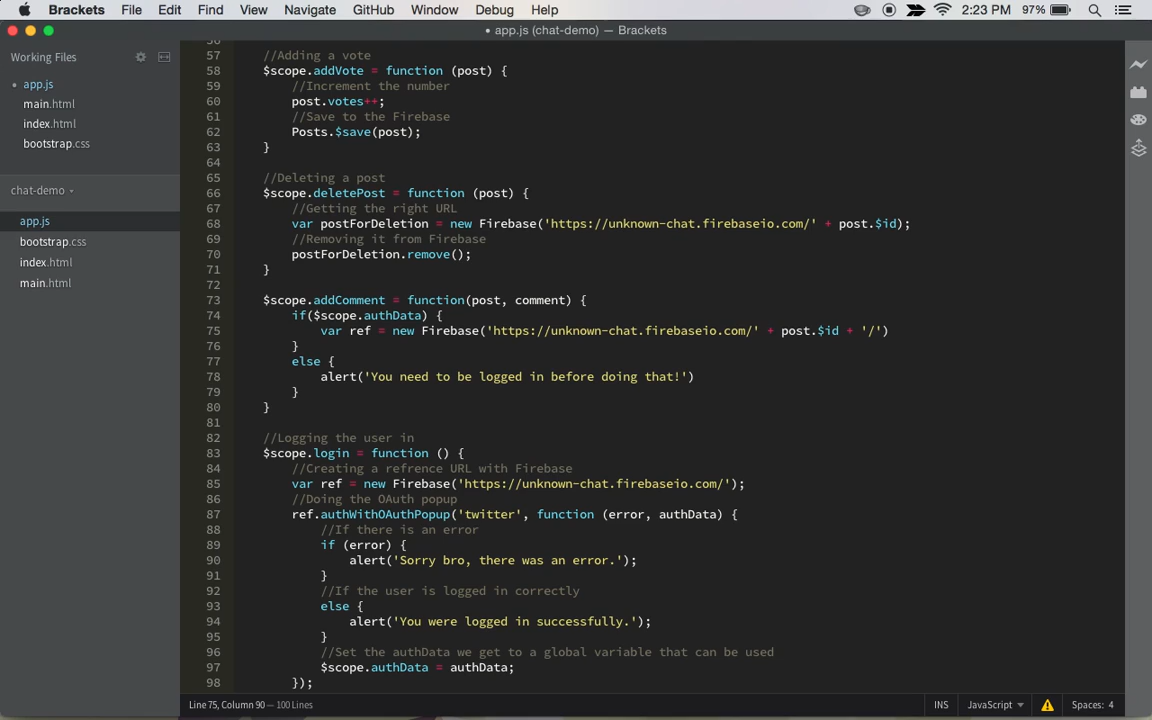 Brackets File Edit Find View Navigate GitHub Window Debug Help 2:23 PM 97%
• app.js (chat-demo) — Brackets
Working Files
• app.js
main.html
index.html
bootstrap.css
chat-demo
app.js
bootstrap.css
index.html
main.html
56
57 //Adding a vote
58 $scope.addVote = function (post) {
59 //Increment the number
60 post.votes++;
61 //Save to the Firebase
62 Posts.$save(post);
63 }
64
65 //Deleting a post
66 $scope.deletePost = function (post) {
67 //Getting the right URL
68 var postForDeletion = new Firebase('https://unknown-chat.firebaseio.com/' + post.$id);
69 //Removing it from Firebase
70 postForDeletion.remove();
71 }
72
73 $scope.addComment = function(post, comment) {
74 if($scope.authData) {
75 var ref = new Firebase('https://unknown-chat.firebaseio.com/' + post.$id + '/')
76 }
77 else {
78 alert('You need to be logged in before doing that!')
79 }
80 }
81
82 //Logging the user in
83 $scope.login = function () {
84 //Creating a refrence URL with Firebase
85 var ref = new Firebase('https://unknown-chat.firebaseio.com/');
86 //Doing the OAuth popup
87 ref.authWithOAuthPopup('twitter', function (error, authData) {
88 //If there is an error
89 if (error) {
90 alert('Sorry bro, there was an error.');
91 }
92 //If the user is logged in correctly
93 else {
94 alert('You were logged in successfully.');
95 }
96 //Set the authData we get to a global variable that can be used
97 $scope.authData = authData;
98 });
Line 75, Column 90 — 100 Lines INS JavaScript Spaces: 4